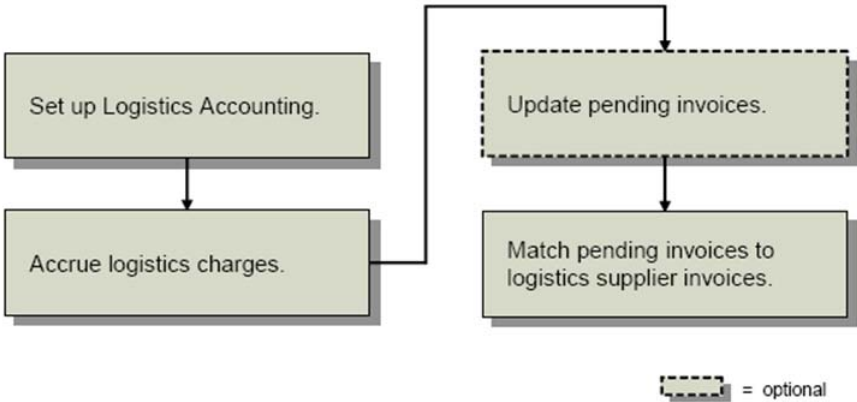 Set up Logistics Accounting.
Accrue logistics charges.
Update pending invoices.
Match pending invoices to
logistics supplier invoices.
= optional